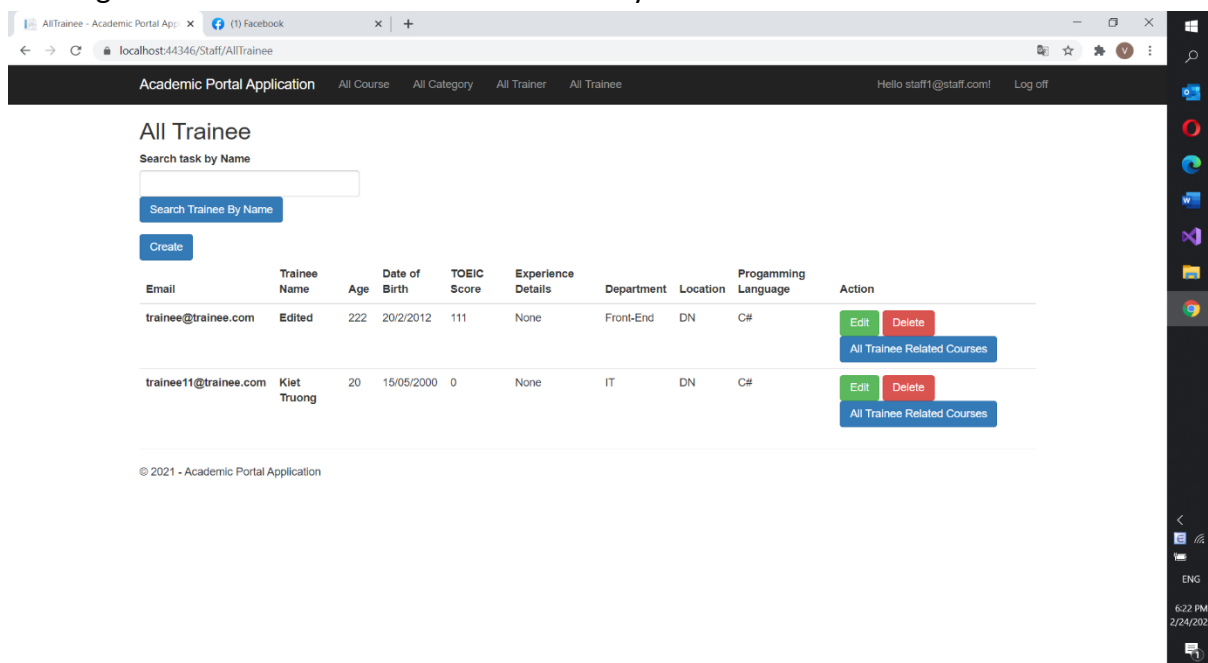 AllTrainee - Academic Portal App
(1) Facebook
localhost:44346/Staff/AllTrainee
V
Academic Portal Application All Course All Category All Trainer All Trainee Hello staff1@staff.com! Log off
All Trainee
Search task by Name
Search Trainee By Name
Create
Email Trainee Name Age Date of Birth TOEIC Score Experience Details Department Location Progamming Language Action
trainee@trainee.com Edited 222 20/2/2012 111 None Front-End DN C# Edit Delete
All Trainee Related Courses
trainee11@trainee.com Kiet Truong 20 15/05/2000 0 None IT DN C# Edit Delete
All Trainee Related Courses
© 2021 - Academic Portal Application
ENG
6:22 PM
2/24/202